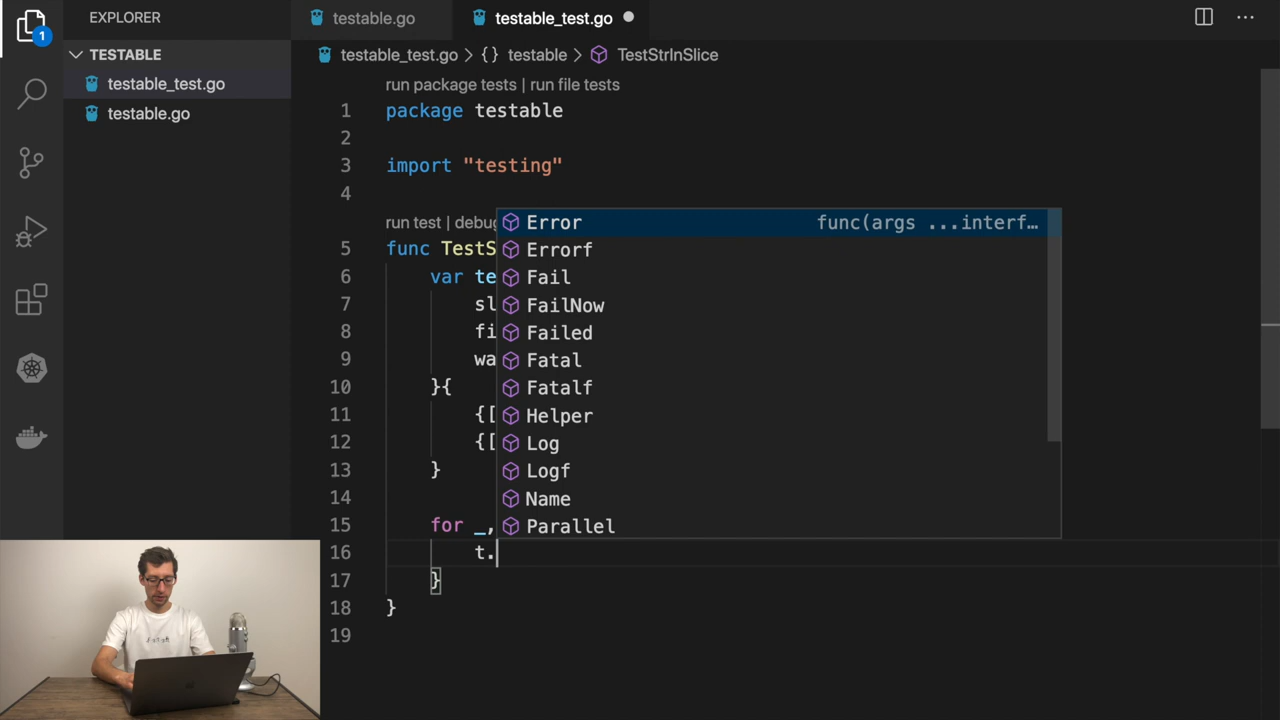 EXPLORER
testable.go
testable_test.go
1
TESTABLE
testable_test.go > {} testable > TestStrInSlice
testable_test.go
testable.go
run package tests | run file tests
1 package testable
2
3 import "testing"
4
run test | debug
5 func TestS
6 var te
7 sl
8 fi
9 wa
10 }{
11 {[
12 {[
13 }
14
15 for _,
16 t.
17 }
18 }
19
Error func(args ...interf…
Errorf
Fail
FailNow
Failed
Fatal
Fatalf
Helper
Log
Logf
Name
Parallel